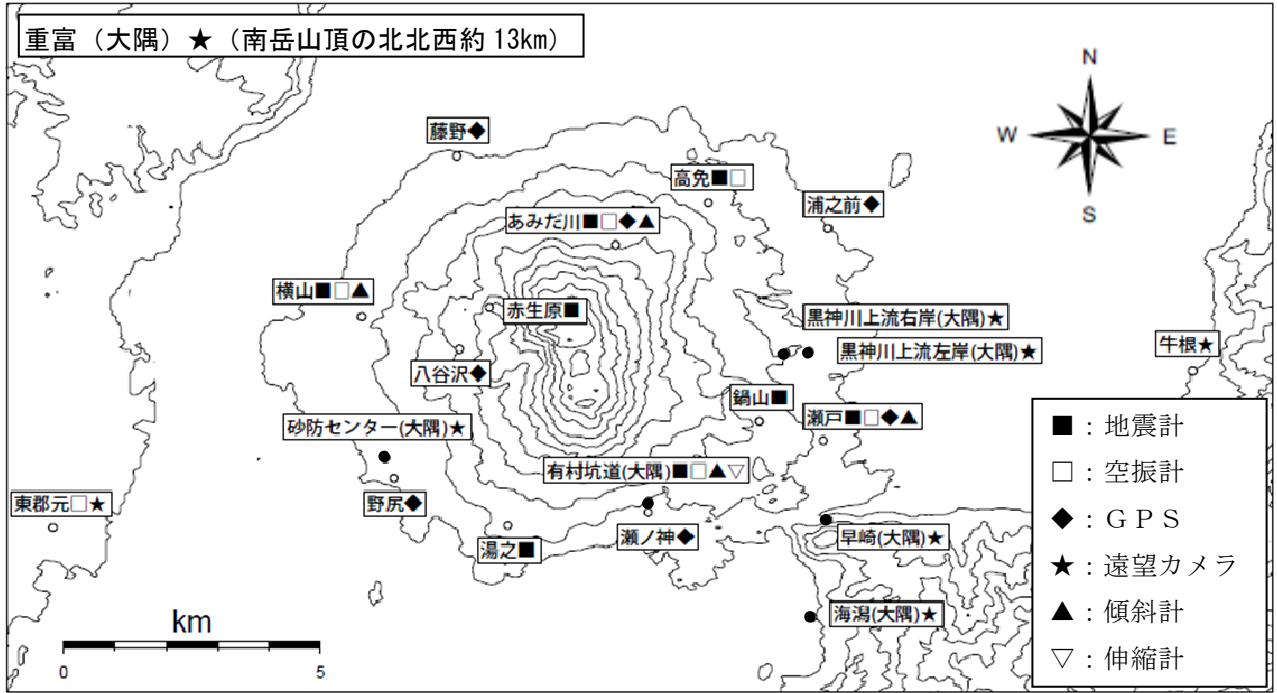 重富（大隅）★（南岳山頂の北北西約 13km）
N
W E
S
藤野◆
高免■□
浦之前◆
あみだ川■□◆▲
横山■□▲
赤生原■
黒神川上流右岸(大隅)★
黒神川上流左岸(大隅)★
牛根★
八谷沢◆
鍋山■
瀬戸■□◆▲
砂防センター(大隅)★
有村坑道(大隅)■□▲▽
東郡元□★
野尻◆
湯之■
瀬ノ神◆
早崎(大隅)★
海潟(大隅)★
km
0 5
■：地震計
□：空振計
◆：ＧＰＳ
★：遠望カメラ
▲：傾斜計
▽：伸縮計